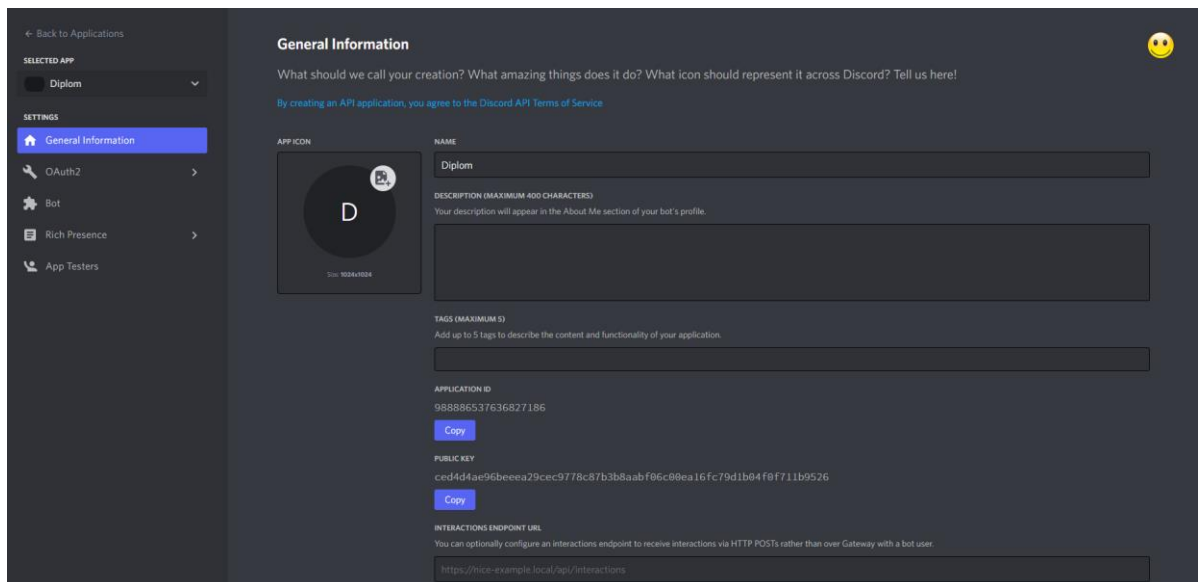 ← Back to Applications
SELECTED APP
Diplom
SETTINGS
General Information
OAuth2
Bot
Rich Presence
App Testers
General Information
What should we call your creation? What amazing things does it do? What icon should represent it across Discord? Tell us here!
By creating an API application, you agree to the Discord API Terms of Service
APP ICON
D
Size: 1024x1024
NAME
Diplom
DESCRIPTION (MAXIMUM 400 CHARACTERS)
Your description will appear in the About Me section of your bot's profile.
TAGS (MAXIMUM 5)
Add up to 5 tags to describe the content and functionality of your application.
APPLICATION ID
988886537636827186
Copy
PUBLIC KEY
ced4d4ae96beeea29cec9778c87b3b8aabf06c00ea16fc79d1b04f0f711b9526
Copy
INTERACTIONS ENDPOINT URL
You can optionally configure an interactions endpoint to receive interactions via HTTP POSTs rather than over Gateway with a bot user.
https://nice-example.local/api/interactions